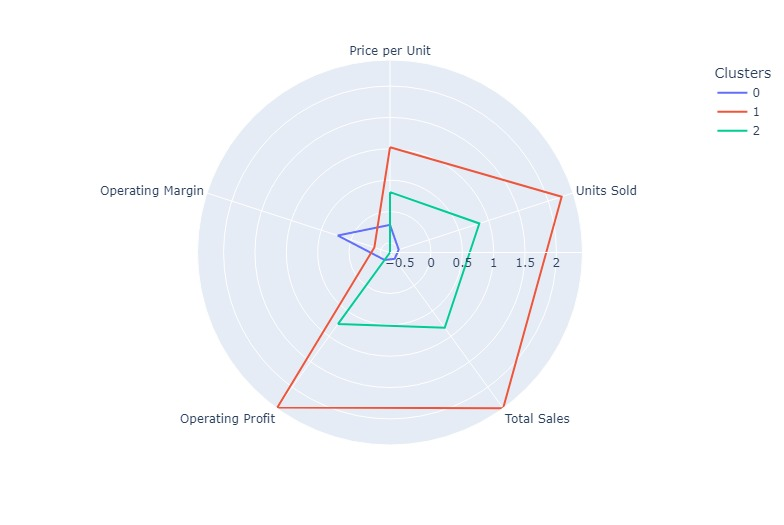 Price per Unit
Clusters
0
1
2
Operating Margin
Units Sold
−0.5 0 0.5 1 1.5 2
Operating Profit
Total Sales